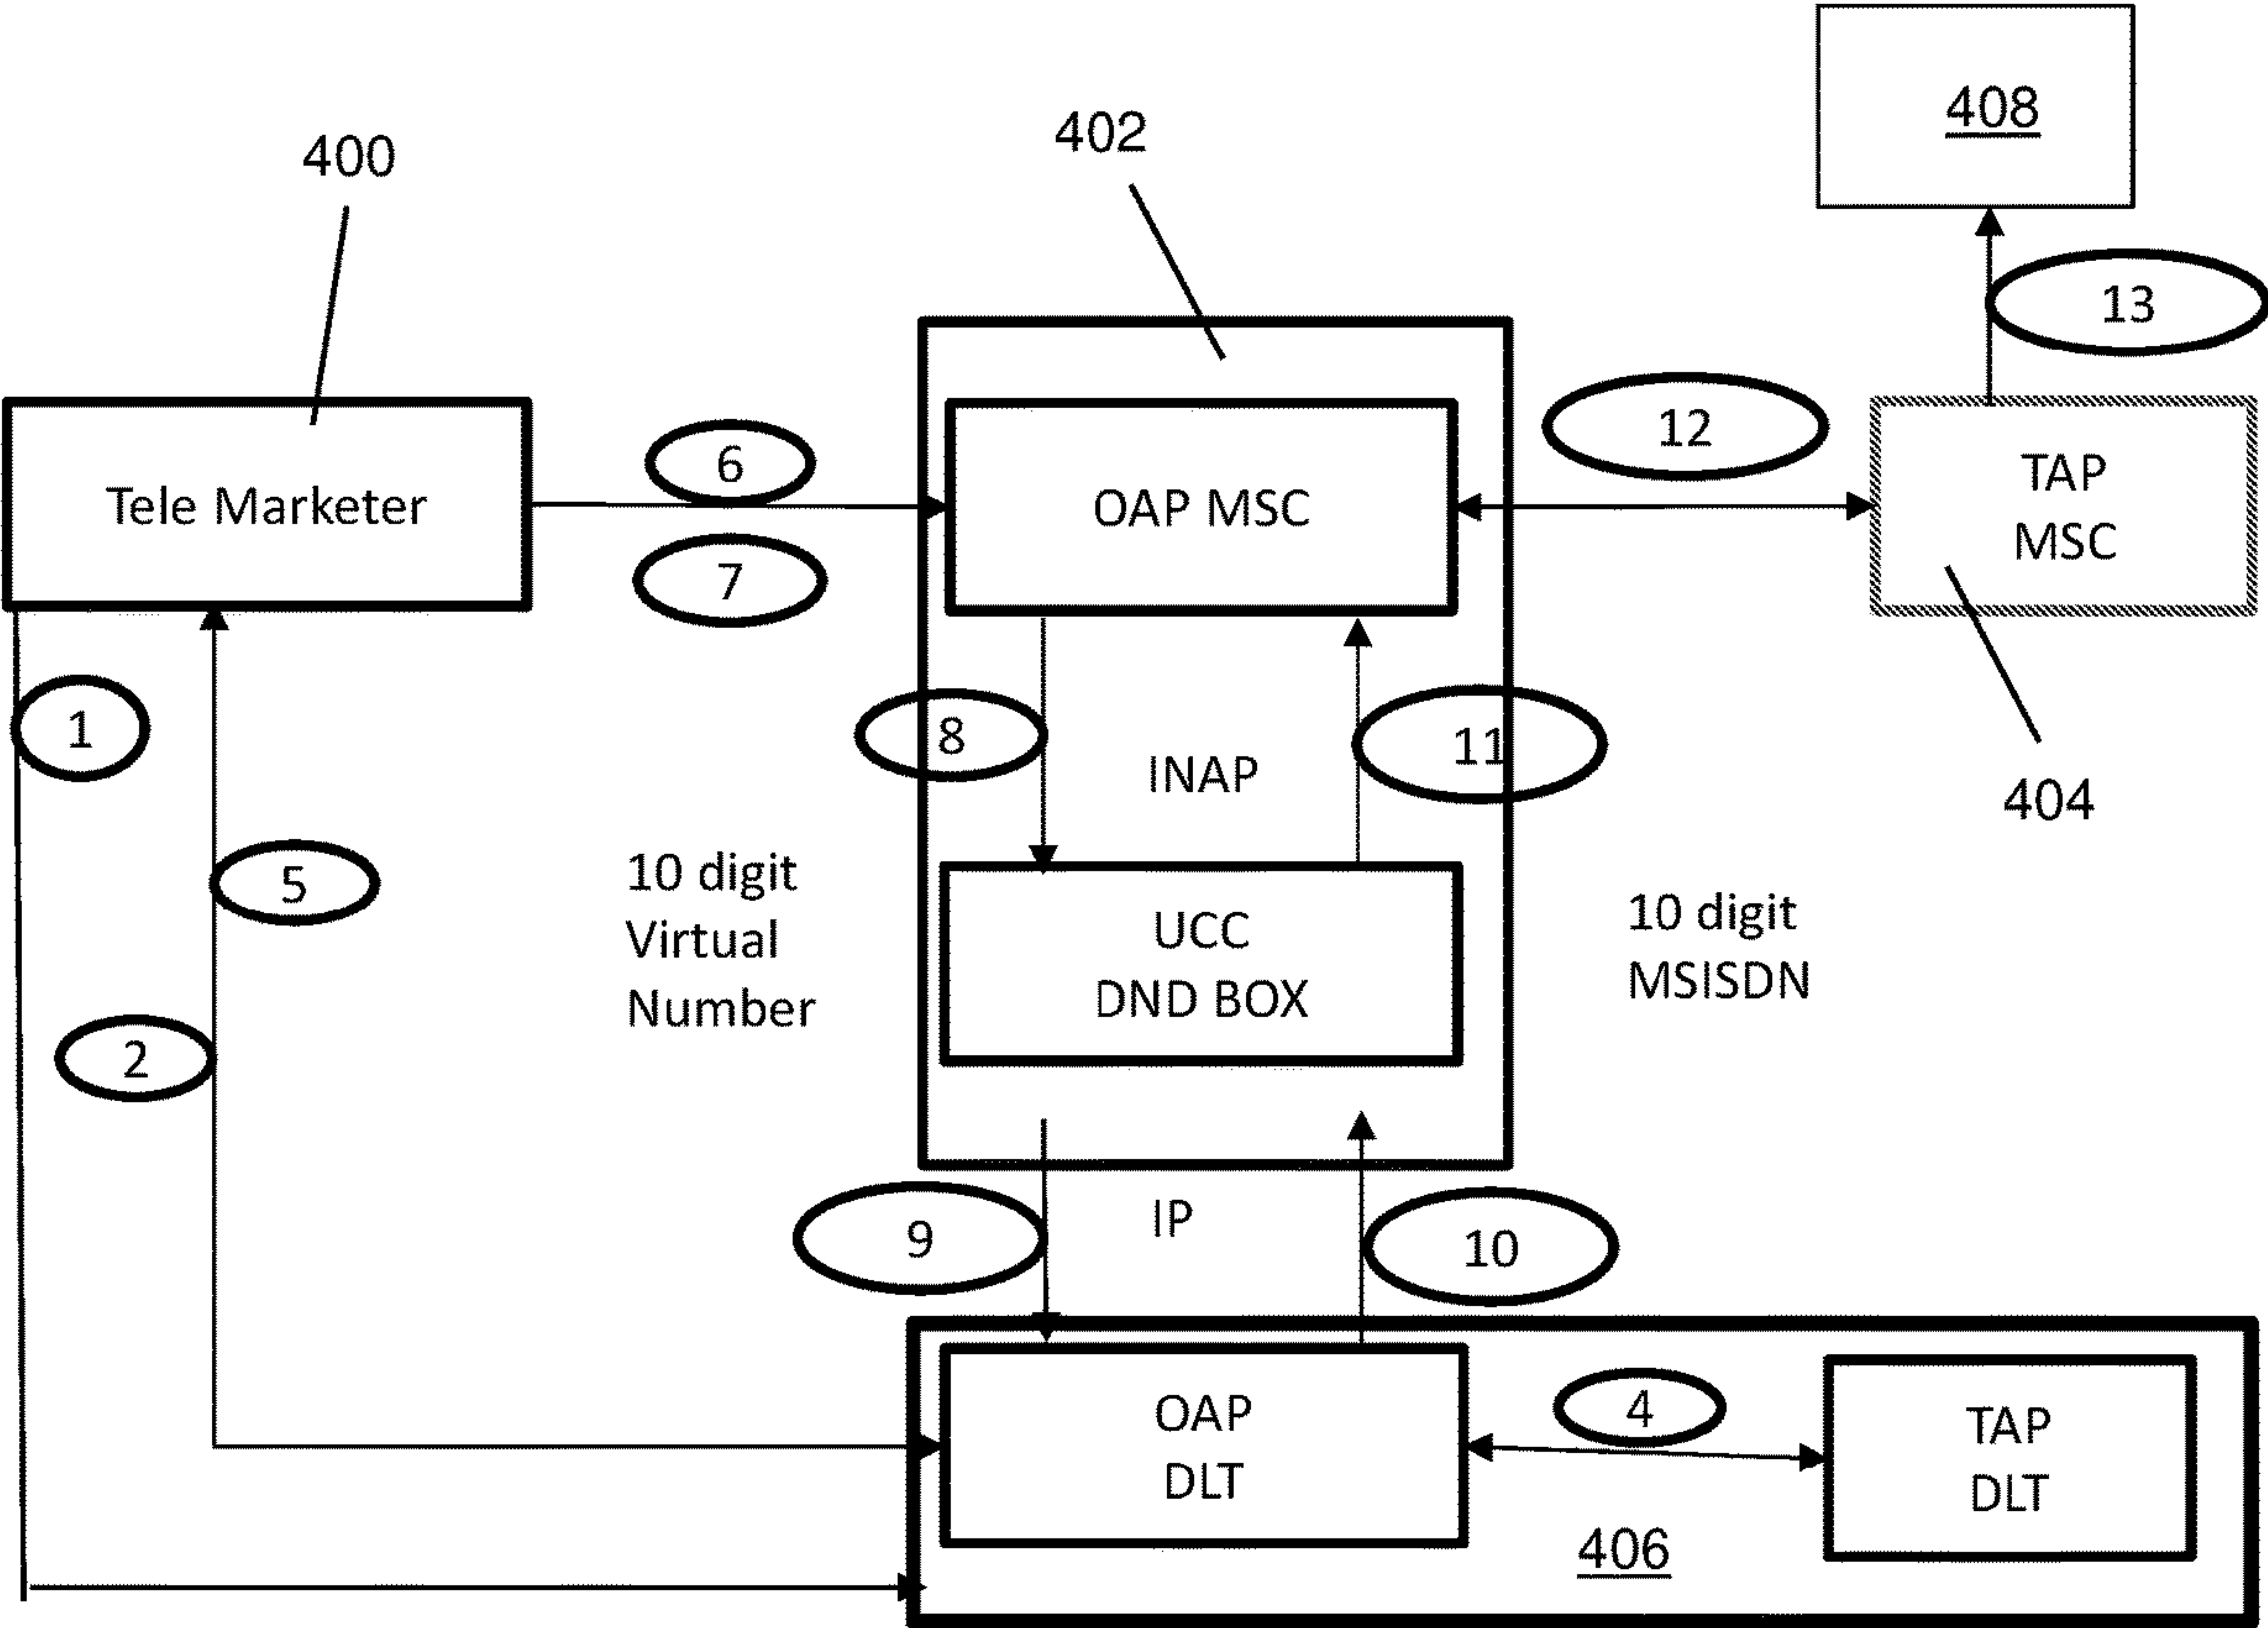 408
402
400
13
12
6
Tele Marketer
OAP MSC
TAP
MSC
7
1
8
INAP
11
404
5
10 digit
Virtual
Number
UCC
DND BOX
10 digit
MSISDN
2
9
IP
10
OAP
DLT
4
TAP
DLT
406